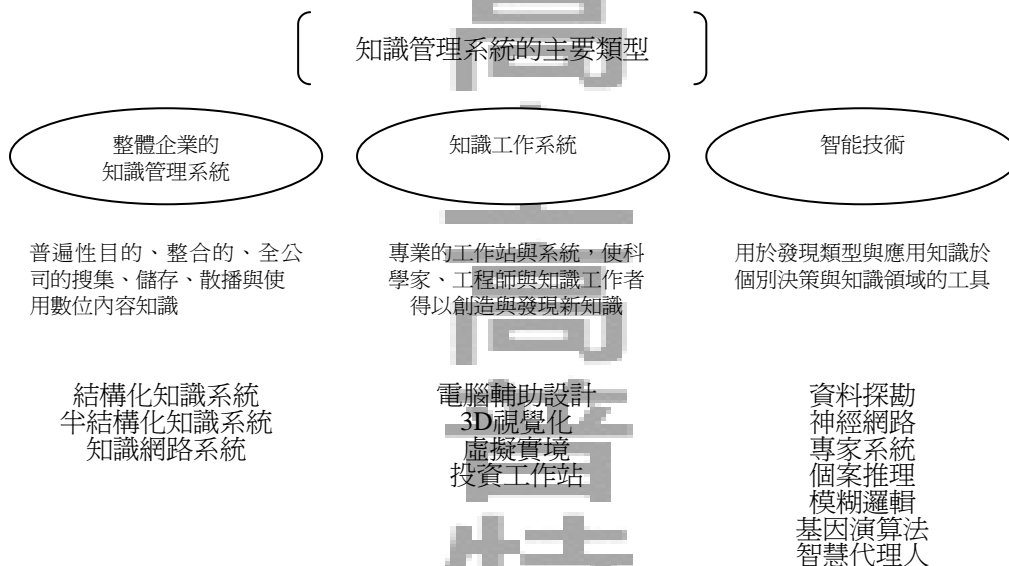 知識管理系統的主要類型
整體企業的
知識管理系統
普遍性目的、整合的、全公
司的搜集、儲存、散播與使
用數位內容知識
結構化知識系統
半結構化知識系統
知識網路系統
知識工作系統
專業的工作站與系統，使科
學家、工程師與知識工作者
得以創造與發現新知識
電腦輔助設計
3D視覺化
虛擬實境
投資工作站
智能技術
用於發現類型與應用知識於
個別決策與知識領域的工具
資料探勘
神經網路
專家系統
個案推理
模糊邏輯
基因演算法
智慧代理人